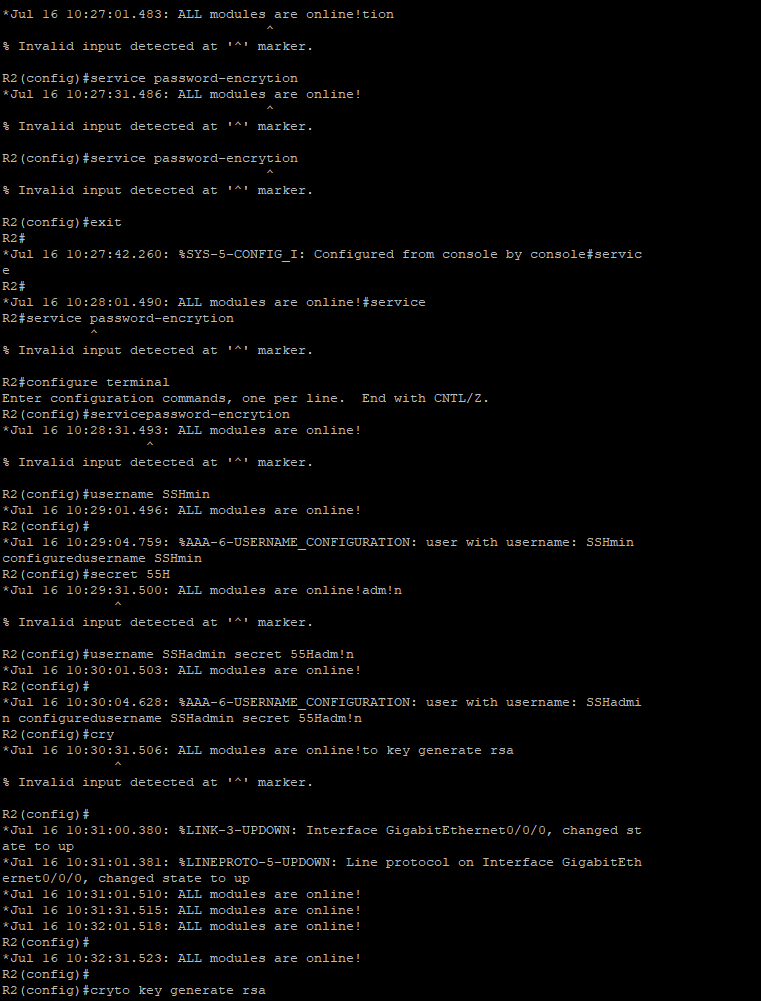 *Jul 16 10:27:01.483: ALL modules are online!tion
^
% Invalid input detected at '^' marker.
R2(config)#service password-encrytion
*Jul 16 10:27:31.486: ALL modules are online!
^
% Invalid input detected at '^' marker.
R2(config)#service password-encrytion
^
% Invalid input detected at '^' marker.
R2(config)#exit
R2#
*Jul 16 10:27:42.260: %SYS-5-CONFIG_I: Configured from console by console#servic
e
R2#
*Jul 16 10:28:01.490: ALL modules are online!#service
R2#service password-encrytion
^
% Invalid input detected at '^' marker.
R2#configure terminal
Enter configuration commands, one per line.  End with CNTL/Z.
R2(config)#servicepassword-encrytion
*Jul 16 10:28:31.493: ALL modules are online!
^
% Invalid input detected at '^' marker.
R2(config)#username SSHmin
*Jul 16 10:29:01.496: ALL modules are online!
R2(config)#
*Jul 16 10:29:04.759: %AAA-6-USERNAME_CONFIGURATION: user with username: SSHmin
configuredusername SSHmin
R2(config)#secret 55H
*Jul 16 10:29:31.500: ALL modules are online!adm!n
^
% Invalid input detected at '^' marker.
R2(config)#username SSHadmin secret 55Hadm!n
*Jul 16 10:30:01.503: ALL modules are online!
R2(config)#
*Jul 16 10:30:04.628: %AAA-6-USERNAME_CONFIGURATION: user with username: SSHadmi
n configuredusername SSHadmin secret 55Hadm!n
R2(config)#cry
*Jul 16 10:30:31.506: ALL modules are online!to key generate rsa
^
% Invalid input detected at '^' marker.
R2(config)#
*Jul 16 10:31:00.380: %LINK-3-UPDOWN: Interface GigabitEthernet0/0/0, changed st
ate to up
*Jul 16 10:31:01.381: %LINEPROTO-5-UPDOWN: Line protocol on Interface GigabitEth
ernet0/0/0, changed state to up
*Jul 16 10:31:01.510: ALL modules are online!
*Jul 16 10:31:31.515: ALL modules are online!
*Jul 16 10:32:01.518: ALL modules are online!
R2(config)#
*Jul 16 10:32:31.523: ALL modules are online!
R2(config)#
R2(config)#cryto key generate rsa